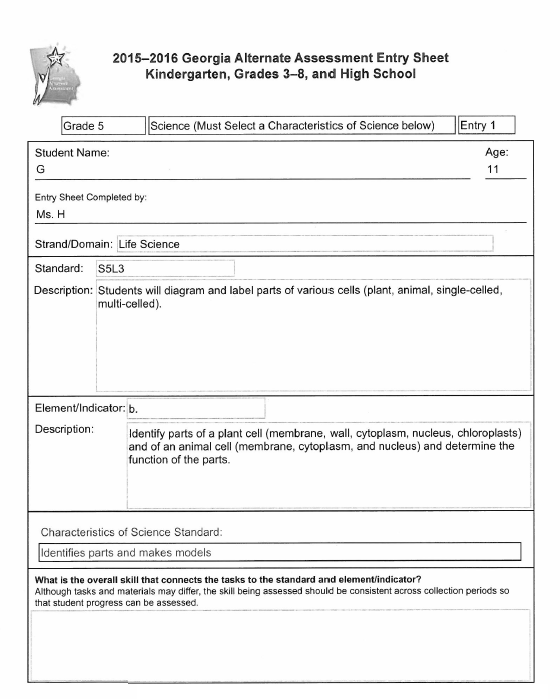 2015–2016 Georgia Alternate Assessment Entry Sheet
Kindergarten, Grades 3–8, and High School
Grade 5 Science (Must Select a Characteristics of Science below) Entry 1
Student Name: Age:
G 11
Entry Sheet Completed by:
Ms. H
Strand/Domain: Life Science
Standard: S5L3
Description: Students will diagram and label parts of various cells (plant, animal, single-celled,
multi-celled).
Element/Indicator: b.
Description: Identify parts of a plant cell (membrane, wall, cytoplasm, nucleus, chloroplasts)
and of an animal cell (membrane, cytoplasm, and nucleus) and determine the
function of the parts.
Characteristics of Science Standard:
Identifies parts and makes models
What is the overall skill that connects the tasks to the standard and element/indicator?
Although tasks and materials may differ, the skill being assessed should be consistent across collection periods so
that student progress can be assessed.